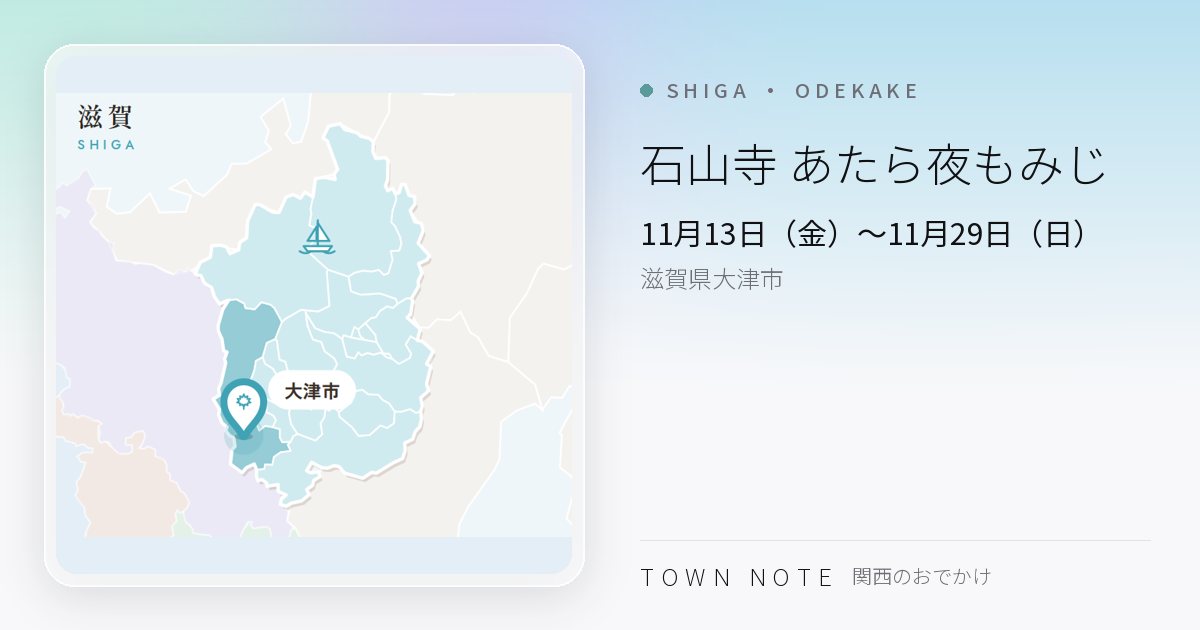 滋賀
SHIGA
大津市
SHIGA ・ ODEKAKE
石山寺 あたら夜もみじ
11月13日（金）〜11月29日（日）
滋賀県大津市
TOWN NOTE 関西のおでかけ